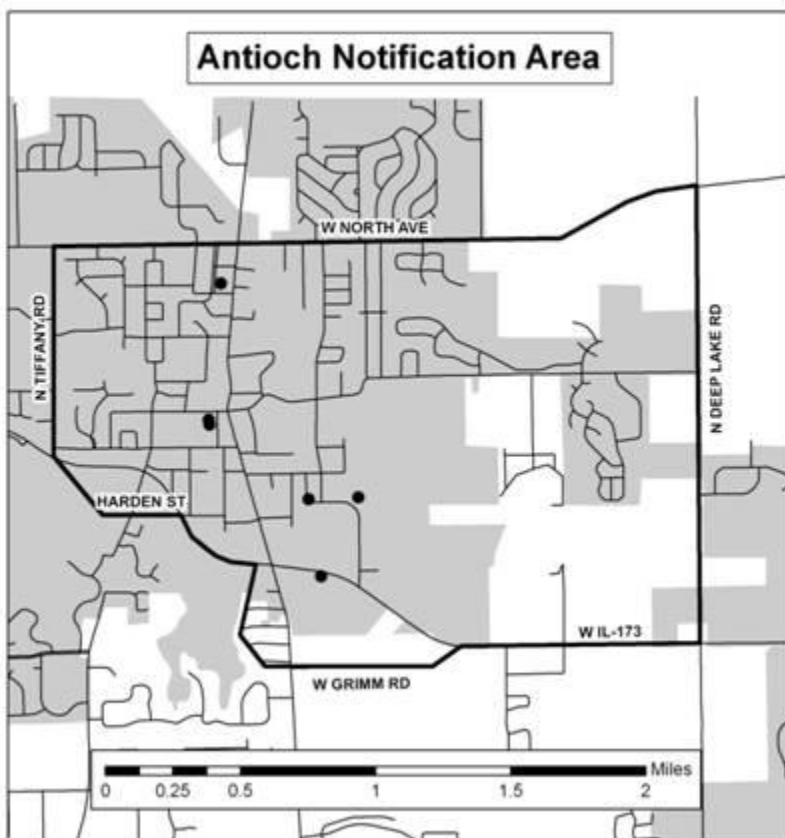 Antioch Notification Area
W NORTH AVE
N TIFFANY RD
N DEEP LAKE RD
HARDEN ST
W IL-173
W GRIMM RD
Miles
0 0.25 0.5 1 1.5 2